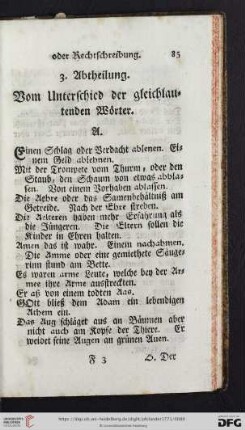 oder Rechtschreibung. 85
3. Abtheilung.
Vom Unterschied der gleichlau-
tenden Wörter.
A.
Einen Schlag oder Verdacht ablenen. Ei-
nem Geld ablehnen.
Mit der Trompete vom Thurm, oder den
Staub, den Schaum von etwas abbla-
sen. Von einem Vorhaben ablassen.
Die Aehre oder das Samenbehältniß am
Getreide. Nach der Ehre streben.
Die Aelteren haben mehr Erfahrung als
die Jüngeren. Die Eltern sollen die
Kinder in Ehren halten.
Amen das ist wahr. Einem nachahmen.
Die Amme oder eine gemiethete Säuge-
rinn stund am Bette.
Es waren arme Leute, welche bey der Ar-
mee ihre Arme ausstreckten.
Er aß von einem todten Aas.
GOtt bließ dem Adam ein lebendigen
Athem ein.
Das Aug schläget aus an Bäumen aber
nicht auch am Kopfe der Thiere. Er
weidet seine Augen an grünen Auen.
F 3 Der